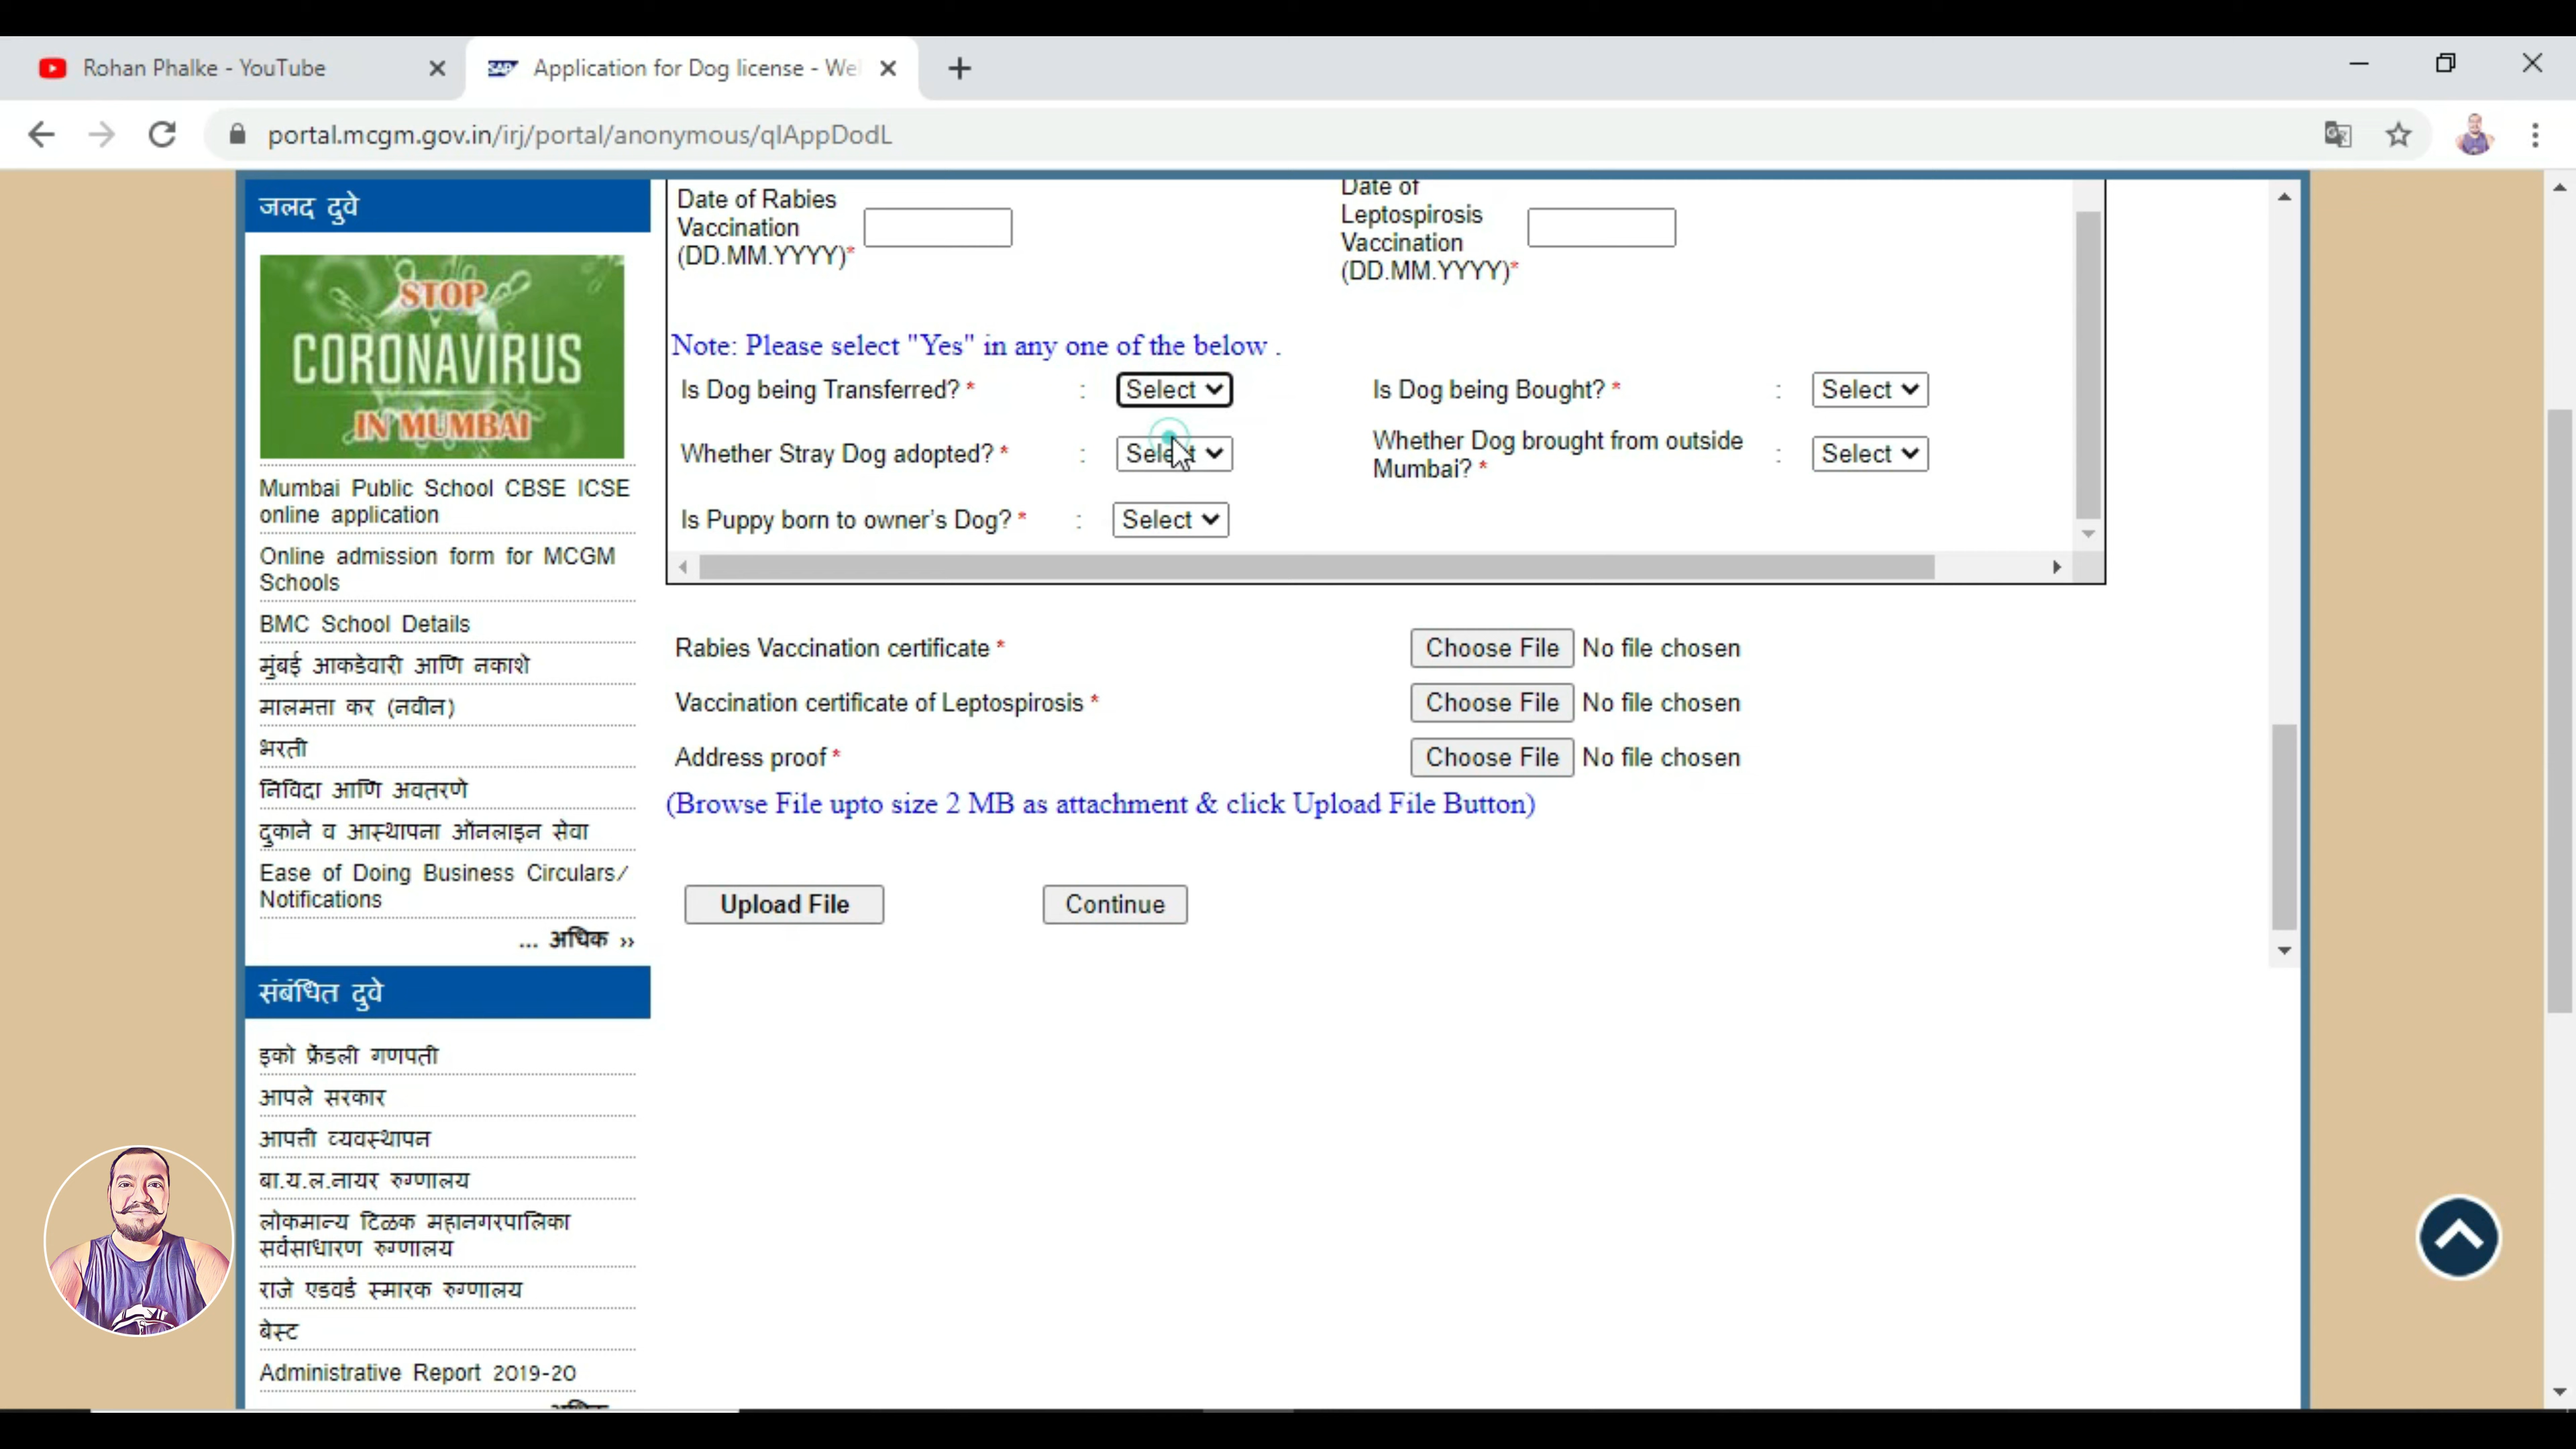 Rohan Phalke - YouTube
Application for Dog license - We
portal.mcgm.gov.in/irj/portal/anonymous/qlAppDodL
जलद दुवे
STOP
CORONAVIRUS
IN MUMBAI
Mumbai Public School CBSE ICSE
online application
Online admission form for MCGM
Schools
BMC School Details
मुंबई आकडेवारी आणि नकाशे
मालमत्ता कर (नवीन)
भरती
निविदा आणि अवतरणे
दुकाने व आस्थापना ऑनलाइन सेवा
Ease of Doing Business Circulars/
Notifications
... अधिक ››
संबंधित दुवे
इको फ्रेंडली गणपती
आपले सरकार
आपत्ती व्यवस्थापन
बा.य.ल.नायर रुग्णालय
लोकमान्य टिळक महानगरपालिका
सर्वसाधारण रुग्णालय
राजे एडवर्ड स्मारक रुग्णालय
बेस्ट
Administrative Report 2019-20
Date of Rabies
Vaccination
(DD.MM.YYYY)*
Date of
Leptospirosis
Vaccination
(DD.MM.YYYY)*
Note: Please select "Yes" in any one of the below .
Is Dog being Transferred? * : Select
Is Dog being Bought? * : Select
Whether Stray Dog adopted? * : Select
Whether Dog brought from outside
Mumbai? * : Select
Is Puppy born to owner's Dog? * : Select
Rabies Vaccination certificate * Choose File No file chosen
Vaccination certificate of Leptospirosis * Choose File No file chosen
Address proof * Choose File No file chosen
(Browse File upto size 2 MB as attachment & click Upload File Button)
Upload File Continue